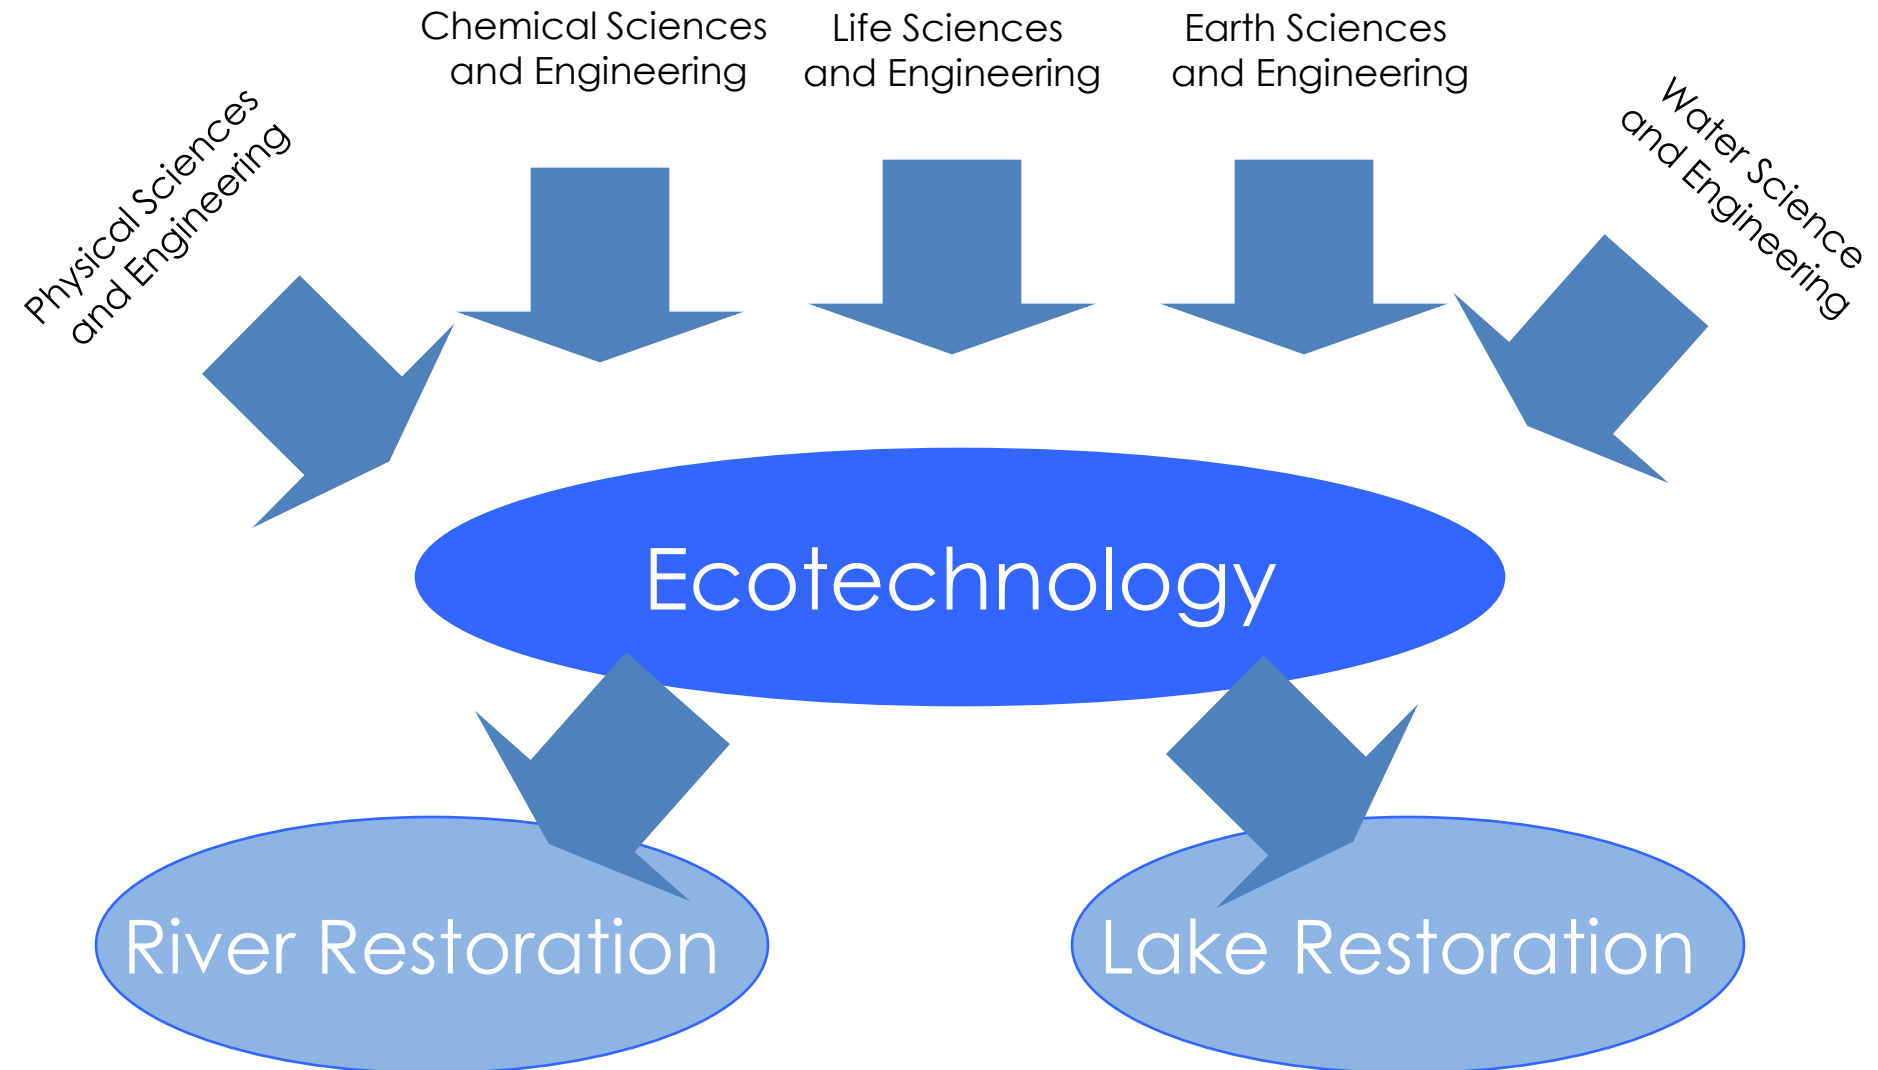 Physical Sciences
and Engineering
Chemical Sciences
and Engineering
Life Sciences
and Engineering
Earth Sciences
and Engineering
Water Science
and Engineering
Ecotechnology
River Restoration
Lake Restoration